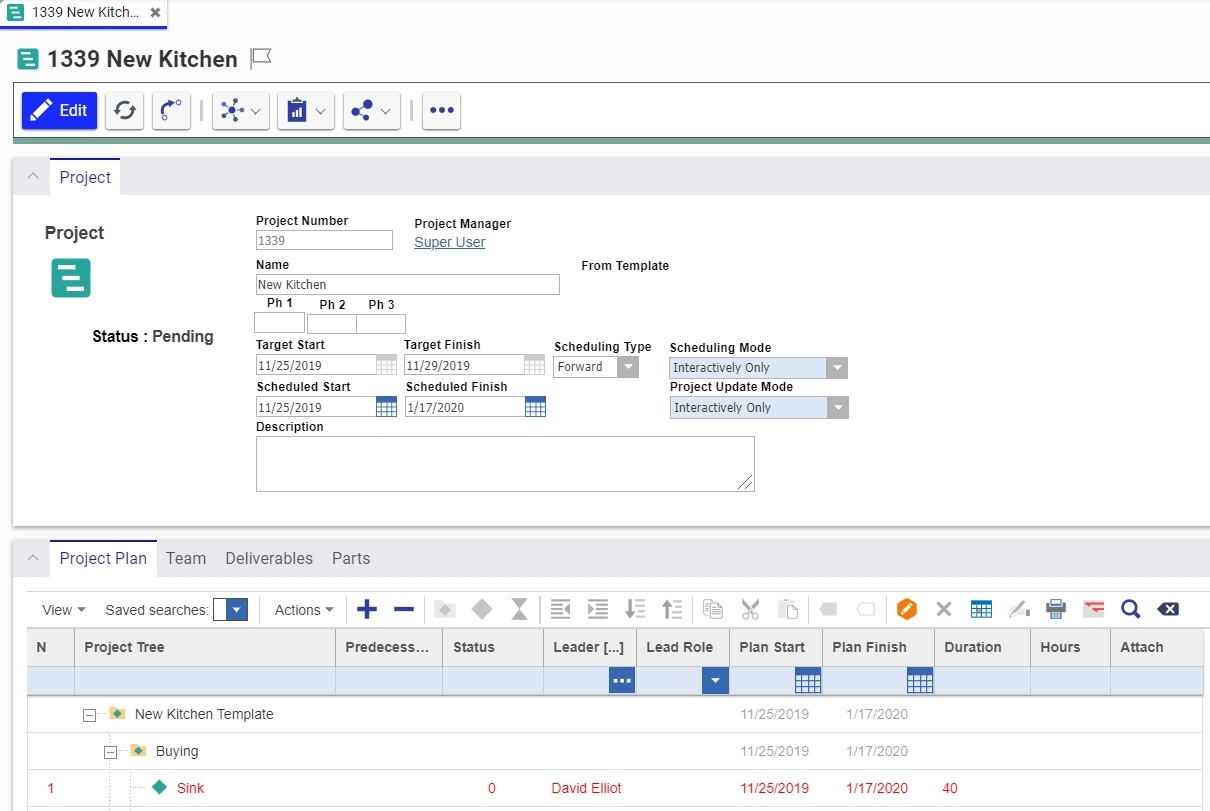 1339 New Kitch...
1339 New Kitchen
Edit
Project
Project
Project Number
Project Manager
1339
Super User
Name
From Template
New Kitchen
Ph 1 Ph 2 Ph 3
Status : Pending
Target Start Target Finish Scheduling Type Scheduling Mode
11/25/2019 11/29/2019 Forward Interactively Only
Scheduled Start Scheduled Finish Project Update Mode
11/25/2019 1/17/2020 Interactively Only
Description
Project Plan Team Deliverables Parts
View Saved searches: Actions
N Project Tree Predecess... Status Leader [...] Lead Role Plan Start Plan Finish Duration Hours Attach
New Kitchen Template 11/25/2019 1/17/2020
Buying 11/25/2019 1/17/2020
1 Sink 0 David Elliot 11/25/2019 1/17/2020 40